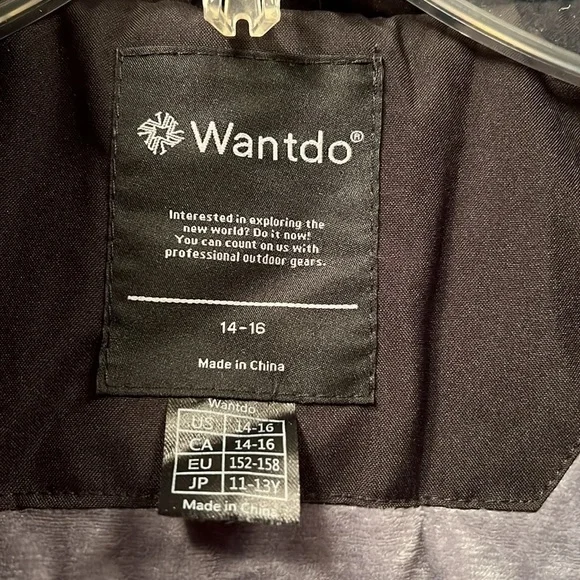 Wantdo®
Interested in exploring the
new world? Do it now!
You can count on us with
professional outdoor gears.
14-16
Made in China
Wantdo
US 14-16
CA 14-16
EU 152-158
JP 11-13Y
Made in China